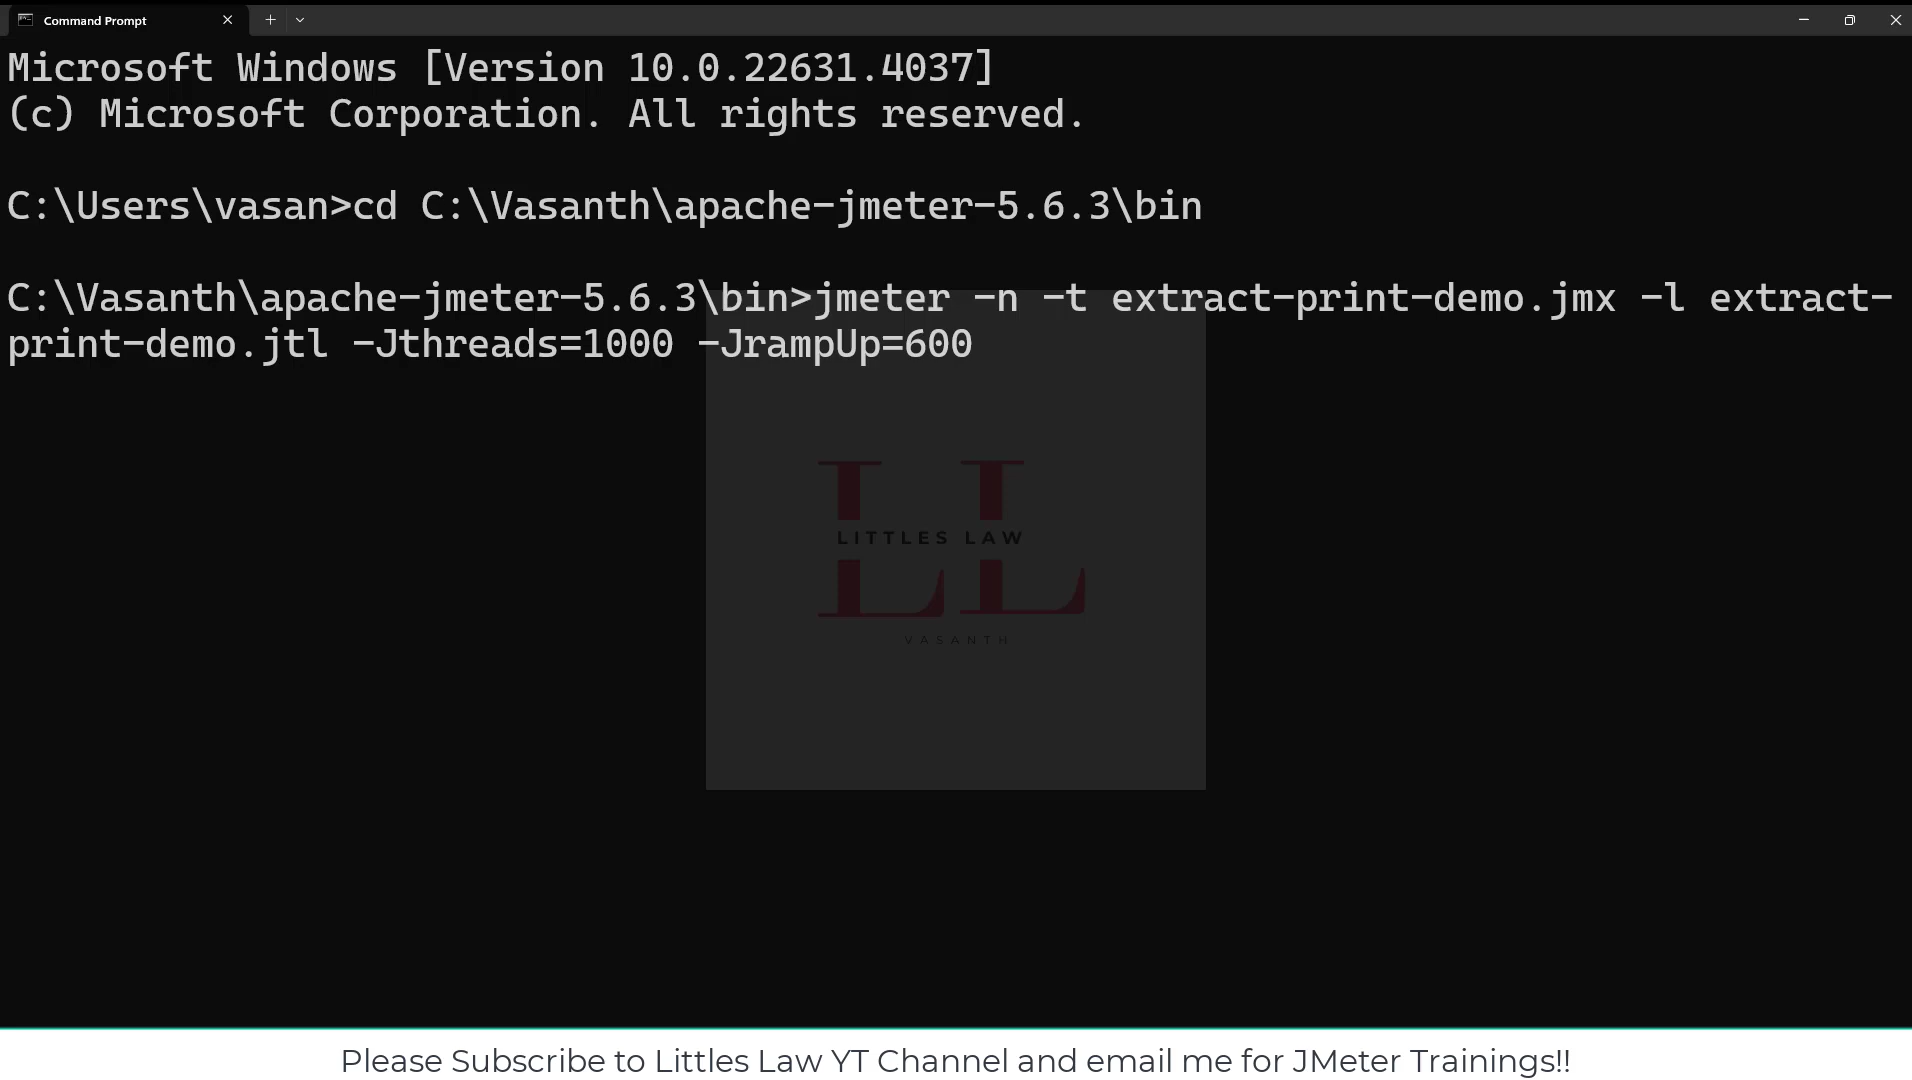 Command Prompt
Microsoft Windows [Version 10.0.22631.4037]
(c) Microsoft Corporation. All rights reserved.
C:\Users\vasan>cd C:\Vasanth\apache-jmeter-5.6.3\bin
C:\Vasanth\apache-jmeter-5.6.3\bin>jmeter -n -t extract-print-demo.jmx -l extract-
print-demo.jtl -Jthreads=1000 -JrampUp=600
LL
LITTLES LAW
VASANTH
Please Subscribe to Littles Law YT Channel and email me for JMeter Trainings!!